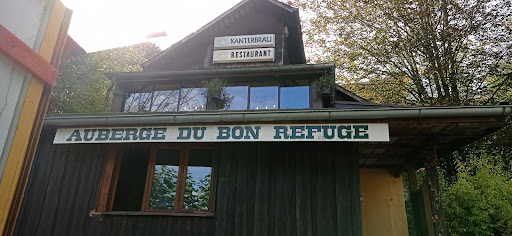 KANTERBRÄU
RESTAURANT
AUBERGE DU BON REFUGE